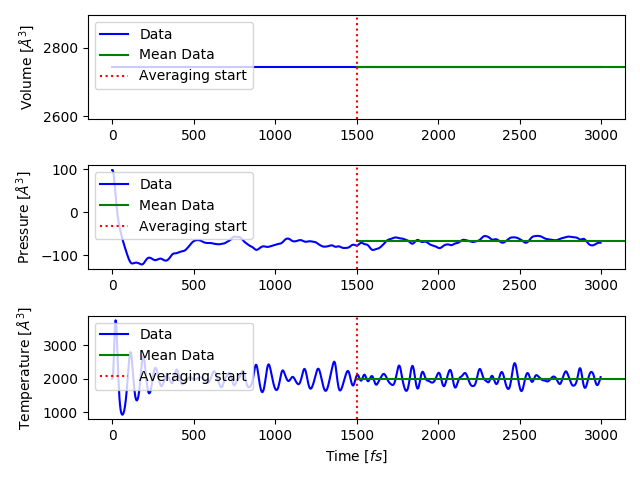 Volume [Å³]
2800
2600
Data
Mean Data
Averaging start
0 500 1000 1500 2000 2500 3000
Pressure [Å³]
100
0
−100
Data
Mean Data
Averaging start
0 500 1000 1500 2000 2500 3000
Temperature [Å³]
3000
2000
1000
Data
Mean Data
Averaging start
0 500 1000 1500 2000 2500 3000
Time [fs]